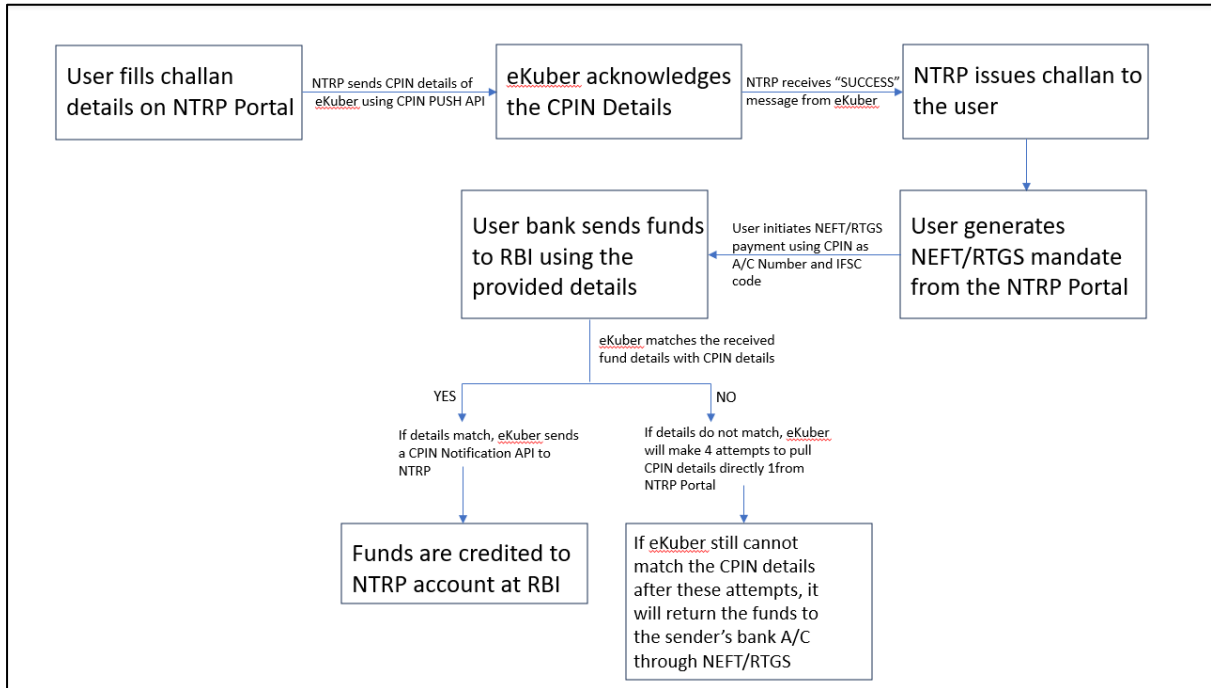 User fills challan
details on NTRP Portal
NTRP sends CPIN details of
eKuber using CPIN PUSH API
eKuber acknowledges
the CPIN Details
NTRP receives “SUCCESS”
message from eKuber
NTRP issues challan to
the user
User generates
NEFT/RTGS mandate
from the NTRP Portal
User initiates NEFT/RTGS
payment using CPIN as
A/C Number and IFSC
code
User bank sends funds
to RBI using the
provided details
eKuber matches the received
fund details with CPIN details
YES
NO
If details match, eKuber sends
a CPIN Notification API to
NTRP
If details do not match, eKuber
will make 4 attempts to pull
CPIN details directly 1from
NTRP Portal
Funds are credited to
NTRP account at RBI
If eKuber still cannot
match the CPIN details
after these attempts, it
will return the funds to
the sender’s bank A/C
through NEFT/RTGS